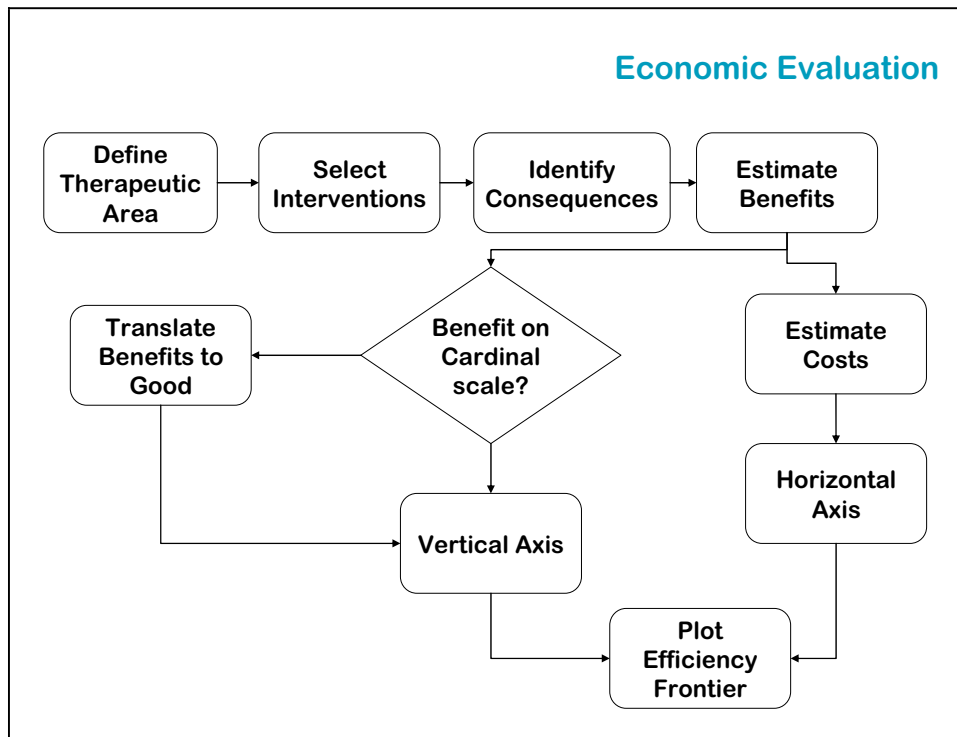 Economic Evaluation
Define
Therapeutic
Area
Select
Interventions
Identify
Consequences
Estimate
Benefits
Translate
Benefits to
Good
Benefit on
Cardinal
scale?
Estimate
Costs
Horizontal
Axis
Vertical Axis
Plot
Efficiency
Frontier